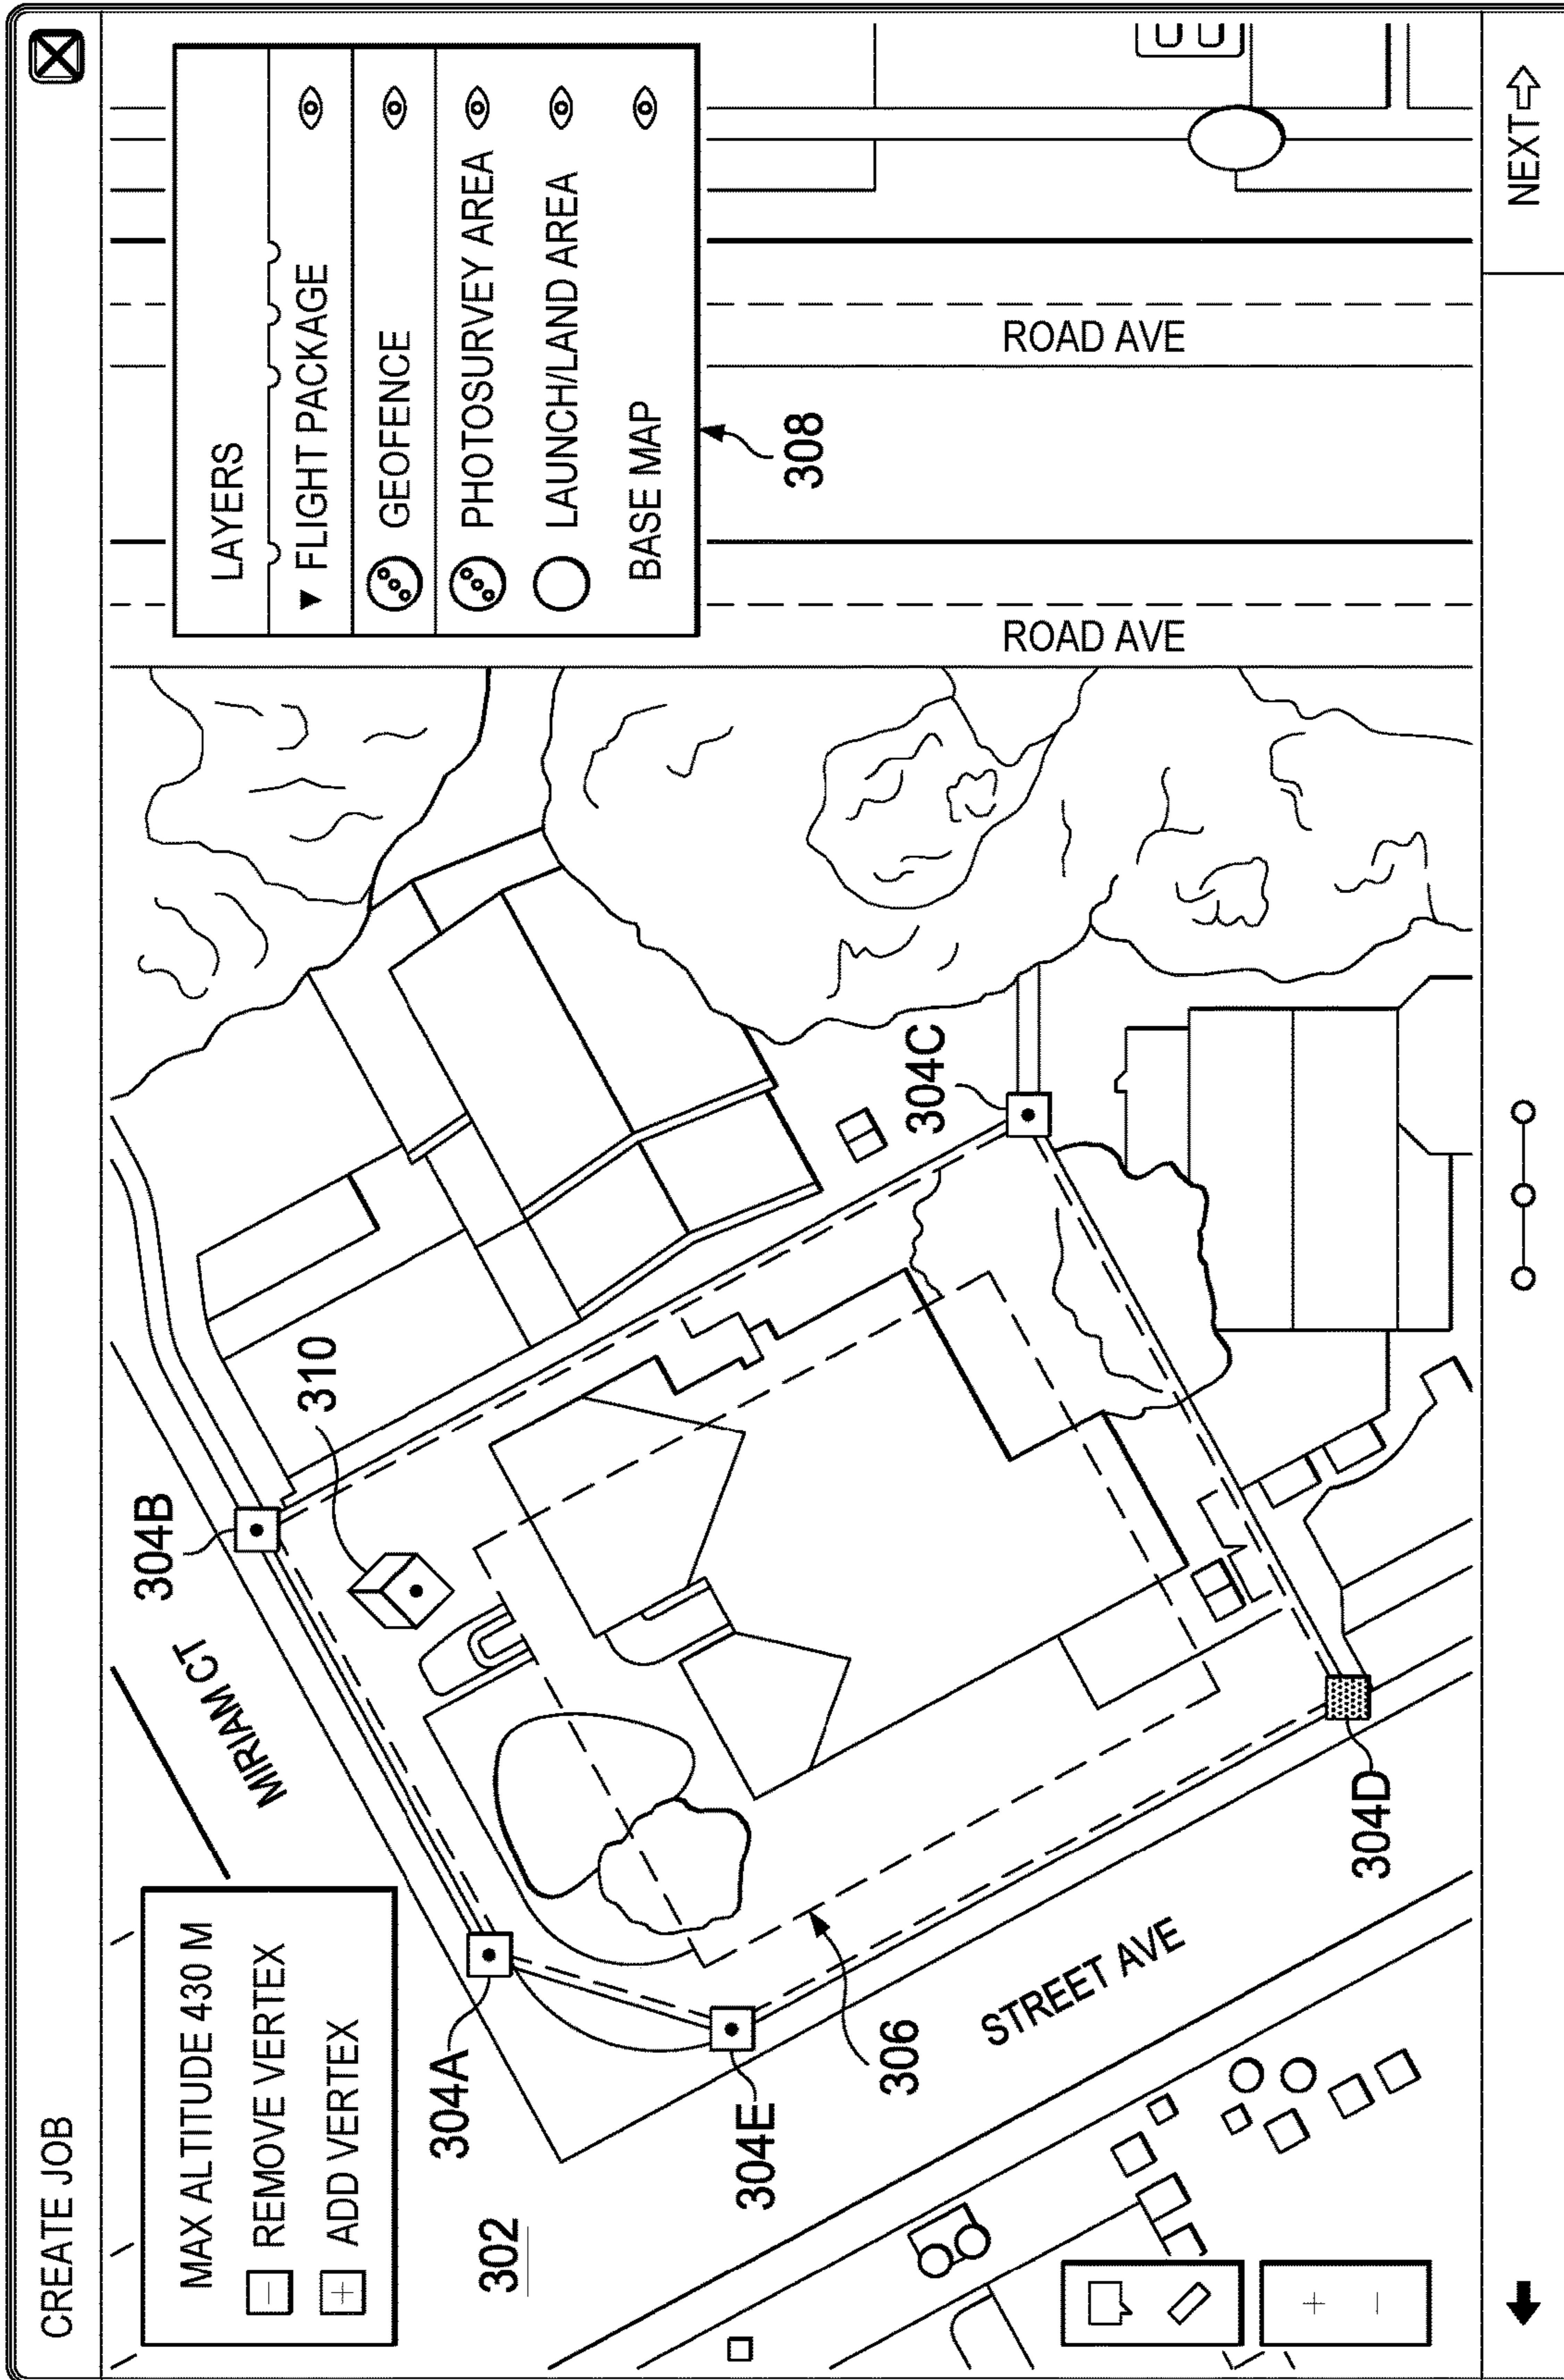 CREATE JOB
MAX ALTITUDE 430 M
REMOVE VERTEX
ADD VERTEX
302
304A
304E
MIRIAM CT
304B
310
304C
304D
306
STREET AVE
LAYERS
▼ FLIGHT PACKAGE
GEOFENCE
PHOTOSURVEY AREA
LAUNCH/LAND AREA
BASE MAP
308
ROAD AVE
ROAD AVE
NEXT